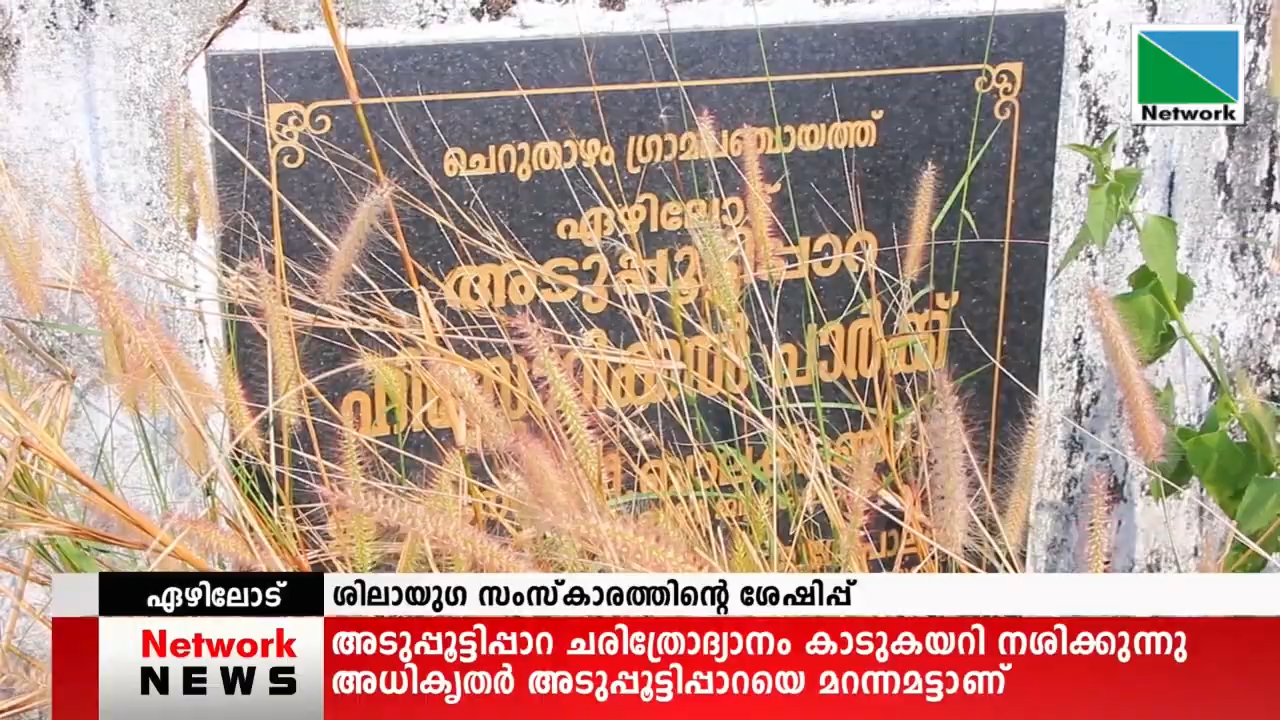 Network
ചെറുതാഴം ഗ്രാമപഞ്ചായത്ത്
ഏഴിലോട്
അടുപ്പൂട്ടിപ്പാറ
പാർക്ക്
ഏഴിലോട്
ശിലായുഗ സംസ്കാരത്തിന്റെ ശേഷിപ്പ്
Network
NEWS
അടുപ്പൂട്ടിപ്പാറ ചരിത്രോദ്യാനം കാടുകയറി നശിക്കുന്നു
അധികൃതർ അടുപ്പൂട്ടിപ്പാറയെ മറന്നമട്ടാണ്